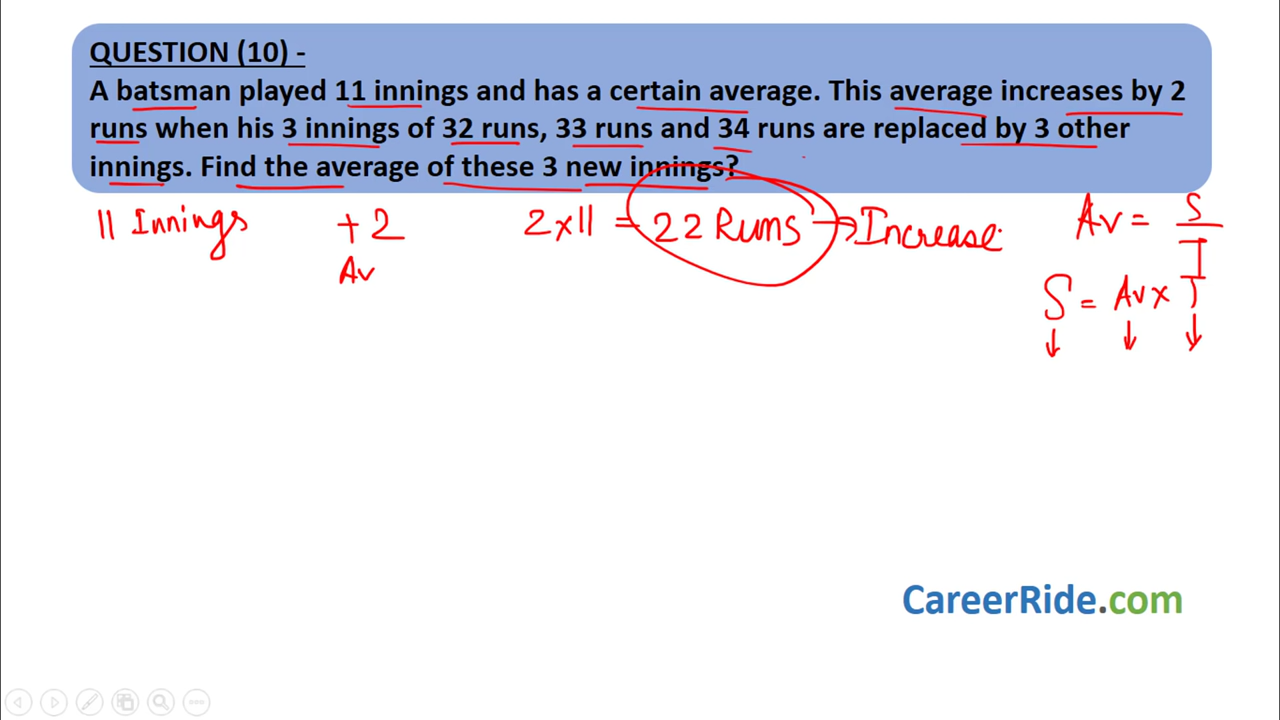 QUESTION (10) -
A batsman played 11 innings and has a certain average. This average increases by 2
runs when his 3 innings of 32 runs, 33 runs and 34 runs are replaced by 3 other
innings. Find the average of these 3 new innings?
11 Innings +2 2x11 = 22 Runs → Increase Av = S/T
Av S = Av x T
CareerRide.com